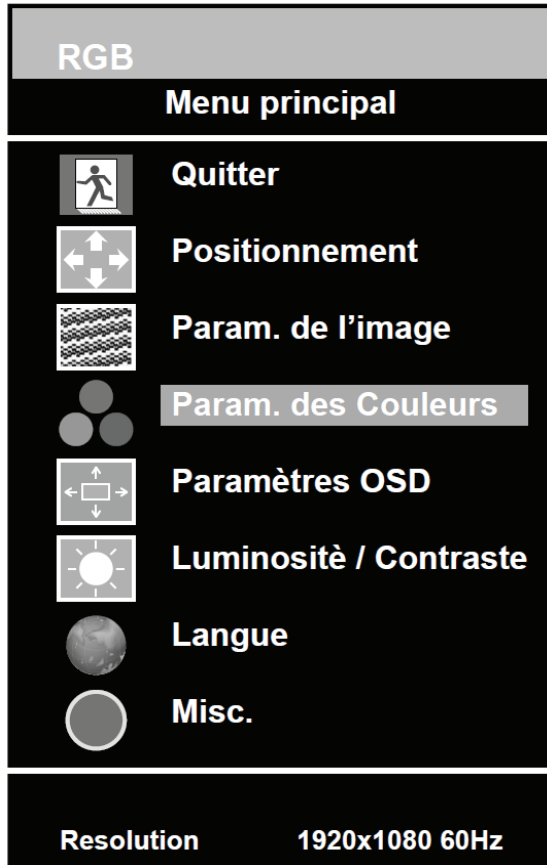 RGB
Menu principal
Quitter
Positionnement
Param. de l’image
Param. des Couleurs
Paramètres OSD
Luminositè / Contraste
Langue
Misc.
Resolution 1920x1080 60Hz